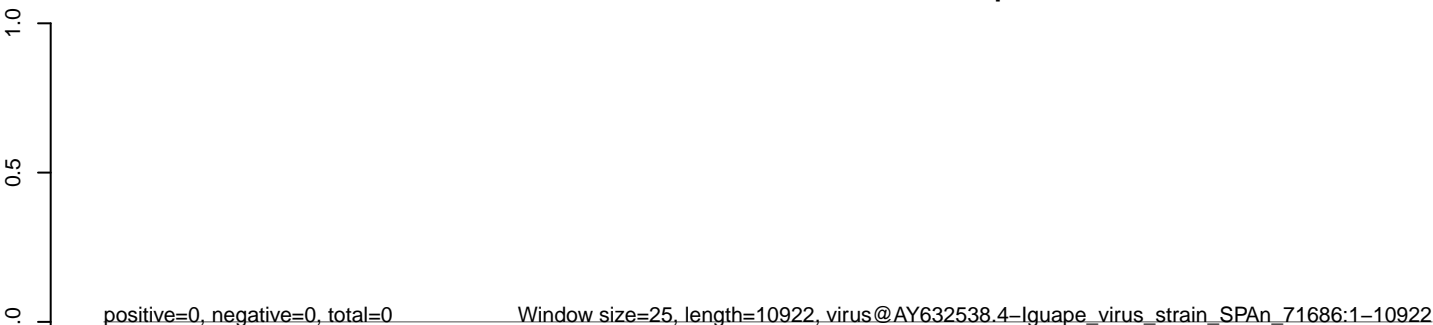 1.0
0.5
.0
positive=0, negative=0, total=0
Window size=25, length=10922, virus@AY632538.4−Iguape_virus_strain_SPAn_71686:1−10922